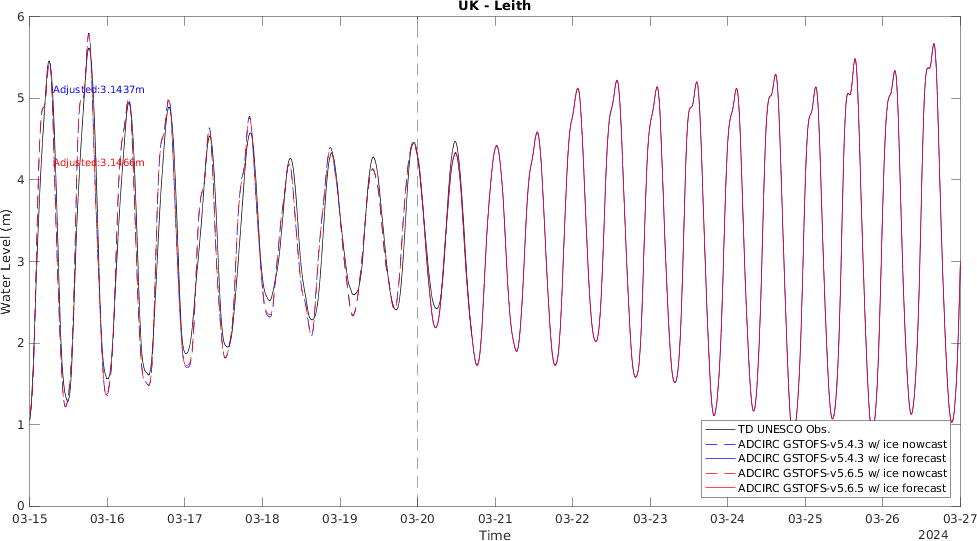 UK - Leith
6
5
4
3
2
1
0
Water Level (m)
Adjusted:3.1437m
Adjusted:3.1466m
TD UNESCO Obs.
ADCIRC GSTOFS-v5.4.3 w/ ice nowcast
ADCIRC GSTOFS-v5.4.3 w/ ice forecast
ADCIRC GSTOFS-v5.6.5 w/ ice nowcast
ADCIRC GSTOFS-v5.6.5 w/ ice forecast
03-15 03-16 03-17 03-18 03-19 03-20 03-21 03-22 03-23 03-24 03-25 03-26 03-27
Time
2024